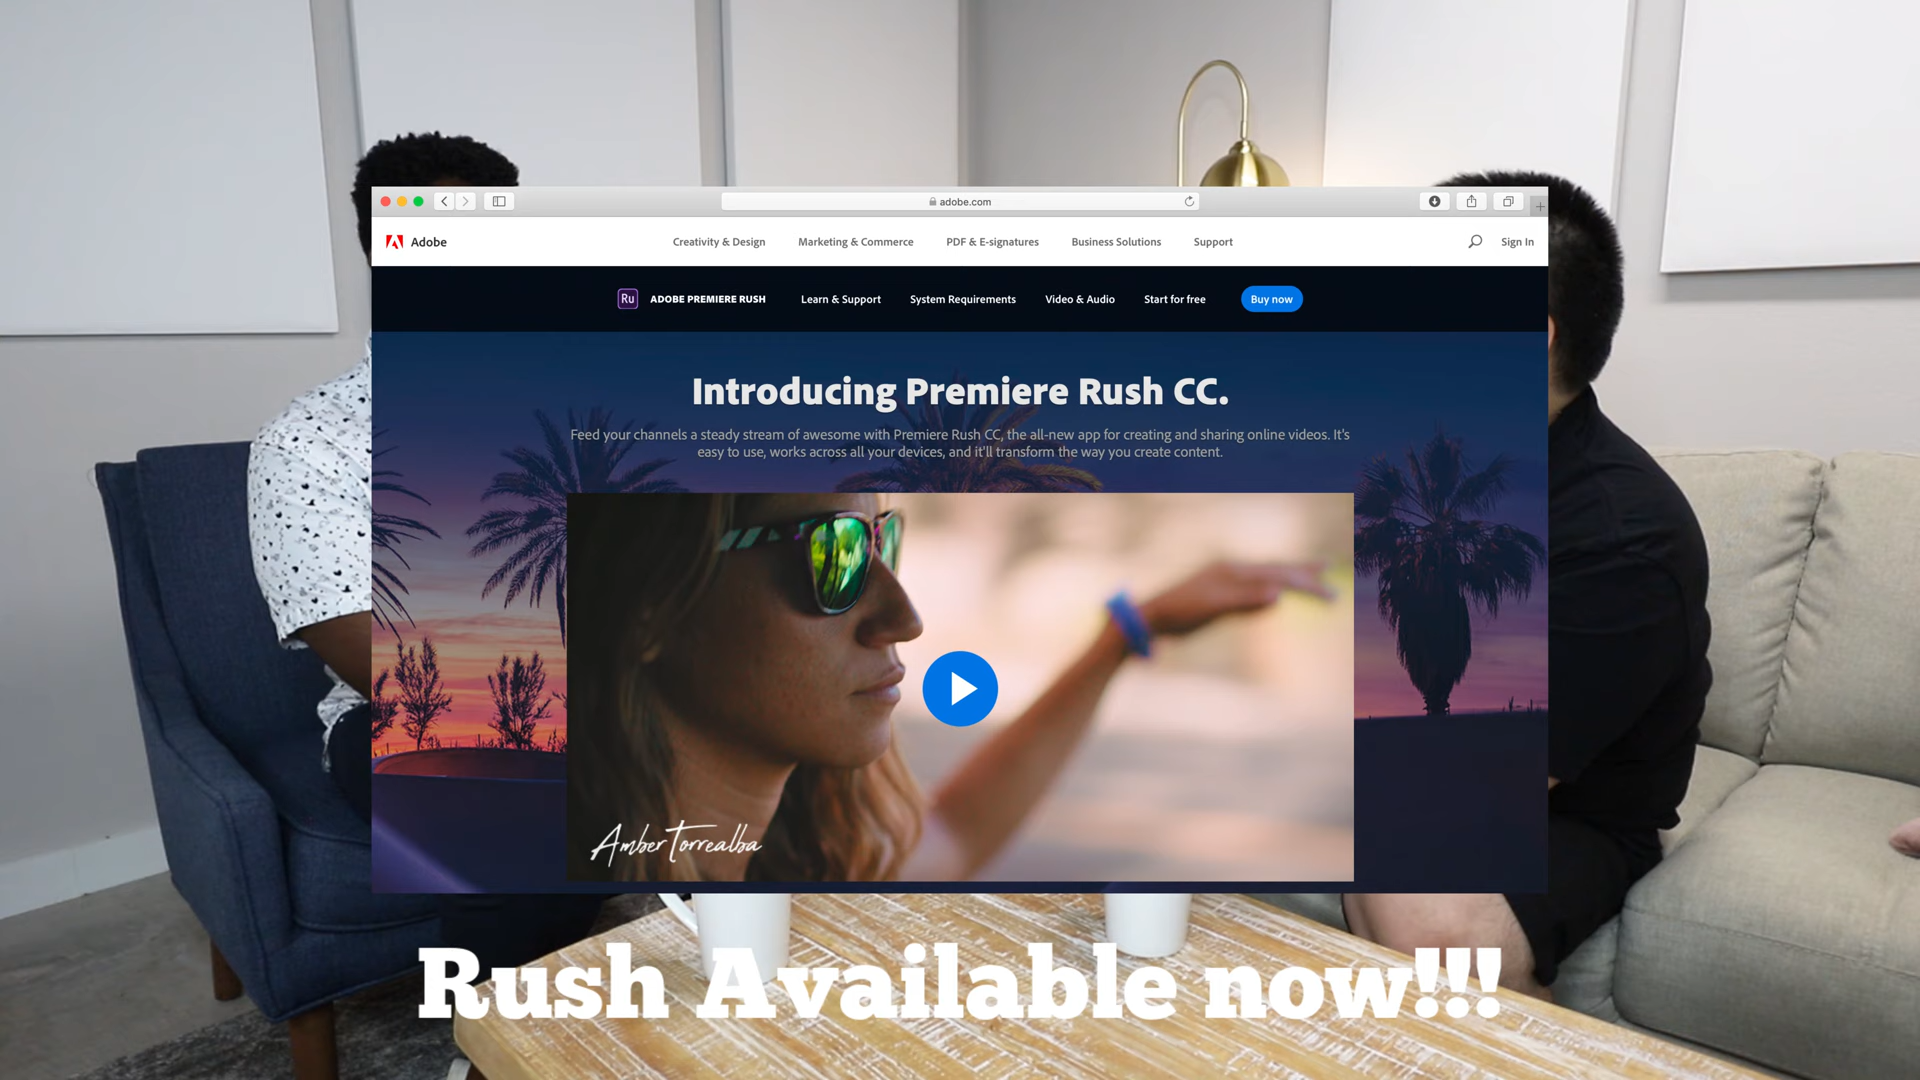 adobe.com
Adobe
Creativity & Design
Marketing & Commerce
PDF & E-signatures
Business Solutions
Support
Sign In
Ru
ADOBE PREMIERE RUSH
Learn & Support
System Requirements
Video & Audio
Start for free
Buy now
Introducing Premiere Rush CC.
Feed your channels a steady stream of awesome with Premiere Rush CC, the all-new app for creating and sharing online videos. It's
easy to use, works across all your devices, and it'll transform the way you create content.
Amber Torrealba
Rush Available now!!!